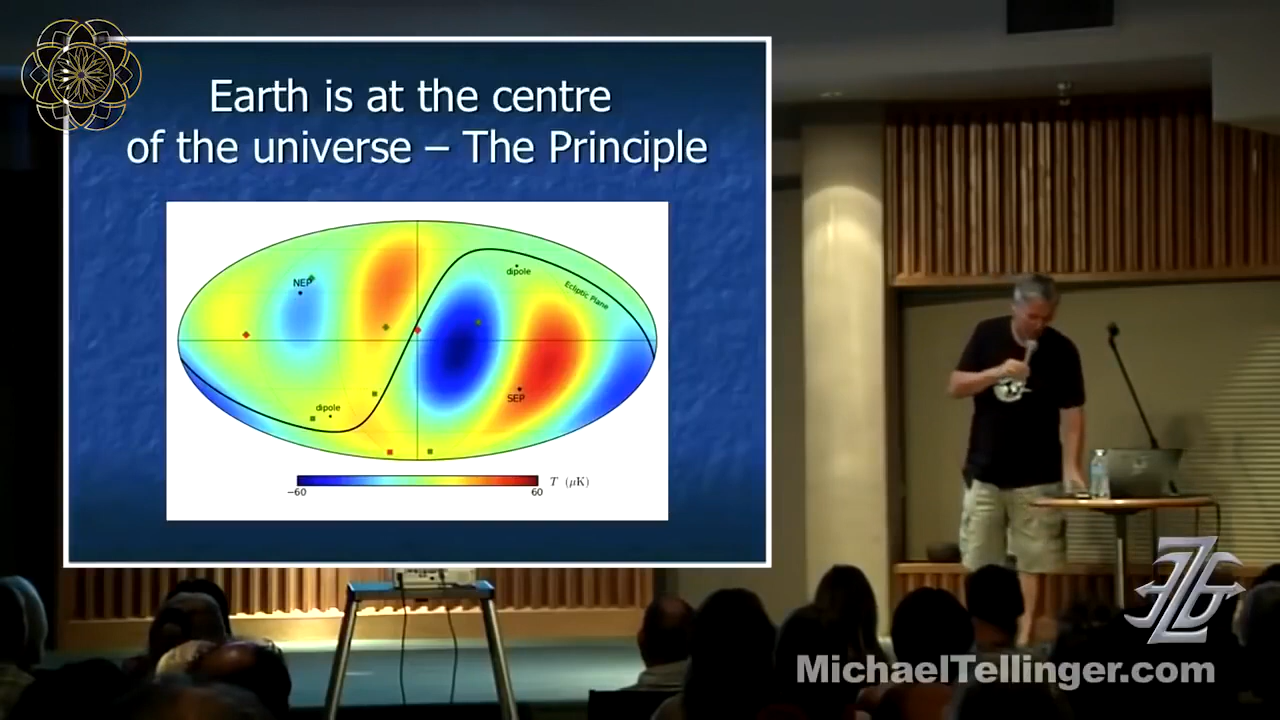 Earth is at the centre
of the universe – The Principle
NEP
dipole
Ecliptic Plane
dipole
SEP
−60
60
T (μK)
MichaelTellinger.com